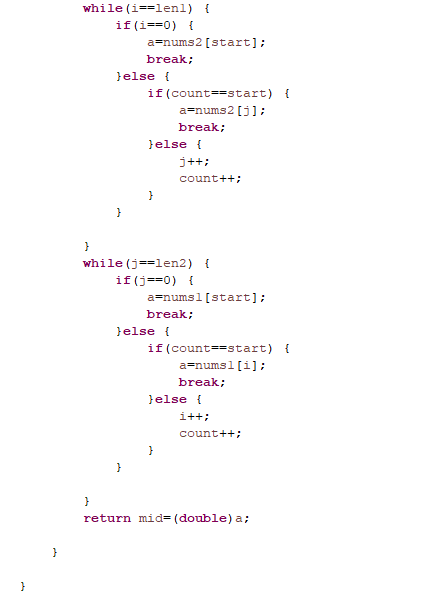 while(i==len1) {
if(i==0) {
a=nums2[start];
break;
}else {
if(count==start) {
a=nums2[j];
break;
}else {
j++;
count++;
}
}
}
while(j==len2) {
if(j==0) {
a=nums1[start];
break;
}else {
if(count==start) {
a=nums1[i];
break;
}else {
i++;
count++;
}
}
}
return mid=(double)a;
}
}